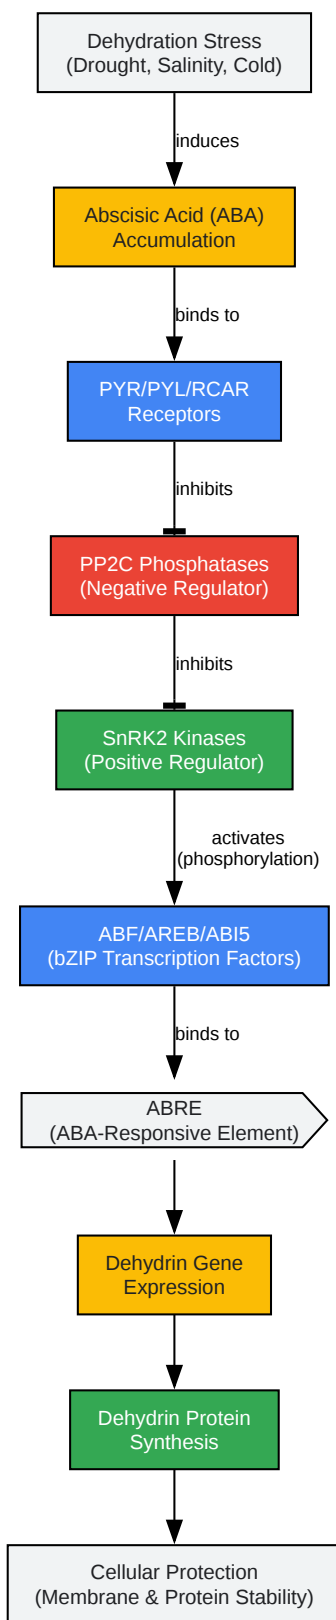 Dehydration Stress
(Drought, Salinity, Cold)
induces
Abscisic Acid (ABA)
Accumulation
binds to
PYR/PYL/RCAR
Receptors
inhibits
PP2C Phosphatases
(Negative Regulator)
inhibits
SnRK2 Kinases
(Positive Regulator)
activates
(phosphorylation)
ABF/AREB/ABI5
(bZIP Transcription Factors)
binds to
ABRE
(ABA-Responsive Element)
Dehydrin Gene
Expression
Dehydrin Protein
Synthesis
Cellular Protection
(Membrane & Protein Stability)